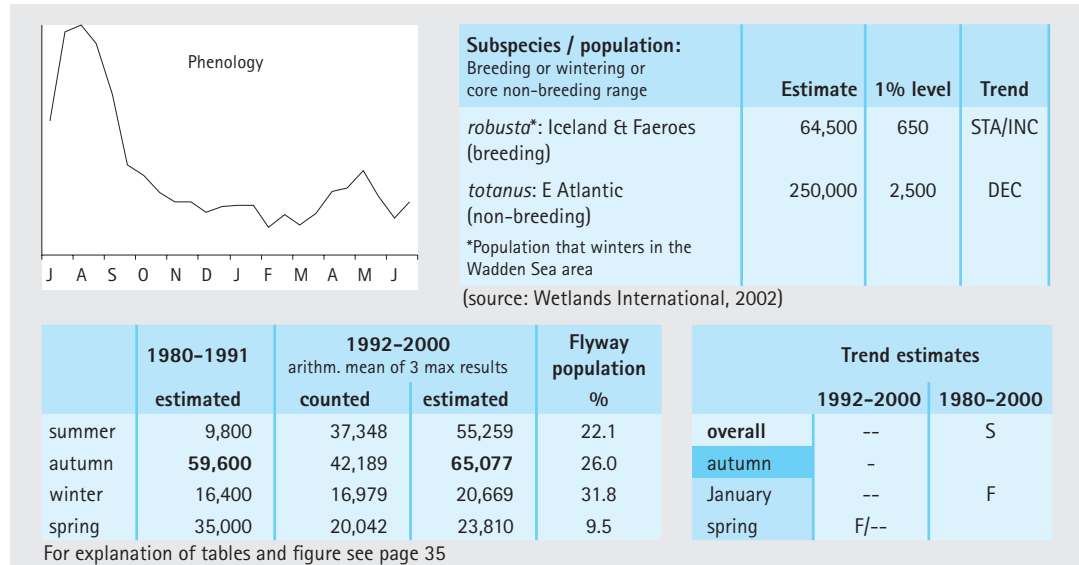 Phenology
J A S O N D J F M A M J
Subspecies / population:
Breeding or wintering or
core non-breeding range
Estimate 1% level Trend
robusta*: Iceland & Faeroes 64,500 650 STA/INC
(breeding)
totanus: E Atlantic 250,000 2,500 DEC
(non-breeding)
*Population that winters in the
Wadden Sea area
(source: Wetlands International, 2002)
1980-1991 1992-2000 Flyway
arithm. mean of 3 max results population
estimated counted estimated %
summer 9,800 37,348 55,259 22.1
autumn 59,600 42,189 65,077 26.0
winter 16,400 16,979 20,669 31.8
spring 35,000 20,042 23,810 9.5
Trend estimates
1992-2000 1980-2000
overall -- S
autumn -
January -- F
spring F/--
For explanation of tables and figure see page 35